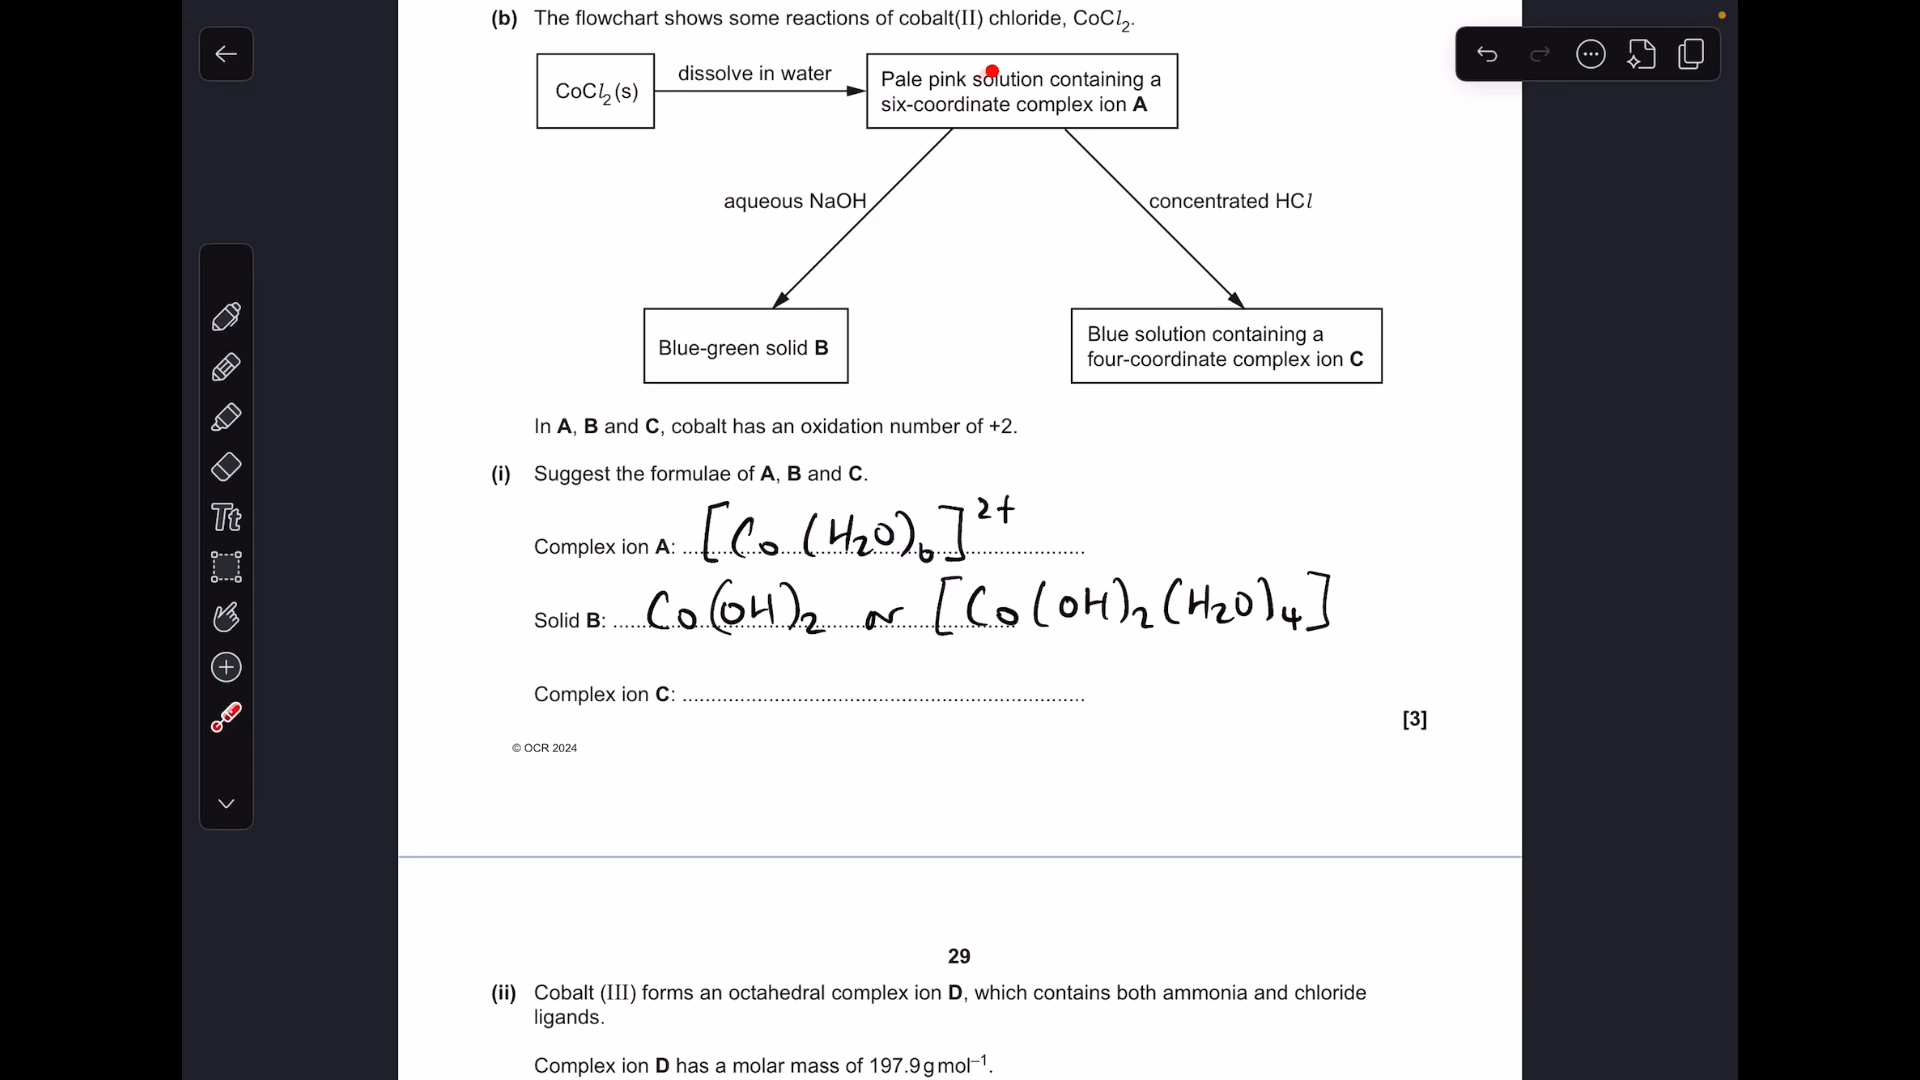 (b) The flowchart shows some reactions of cobalt(II) chloride, CoCl₂.
CoCl₂(s)
dissolve in water
Pale pink solution containing a
six-coordinate complex ion A
aqueous NaOH
concentrated HCl
Blue-green solid B
Blue solution containing a
four-coordinate complex ion C
In A, B and C, cobalt has an oxidation number of +2.
(i) Suggest the formulae of A, B and C.
Complex ion A: [Co(H₂O)₆]²⁺
Solid B: Co(OH)₂ or [Co(OH)₂(H₂O)₄]
Complex ion C:
[3]
© OCR 2024
29
(ii) Cobalt (III) forms an octahedral complex ion D, which contains both ammonia and chloride
ligands.
Complex ion D has a molar mass of 197.9 g mol⁻¹.
Tt